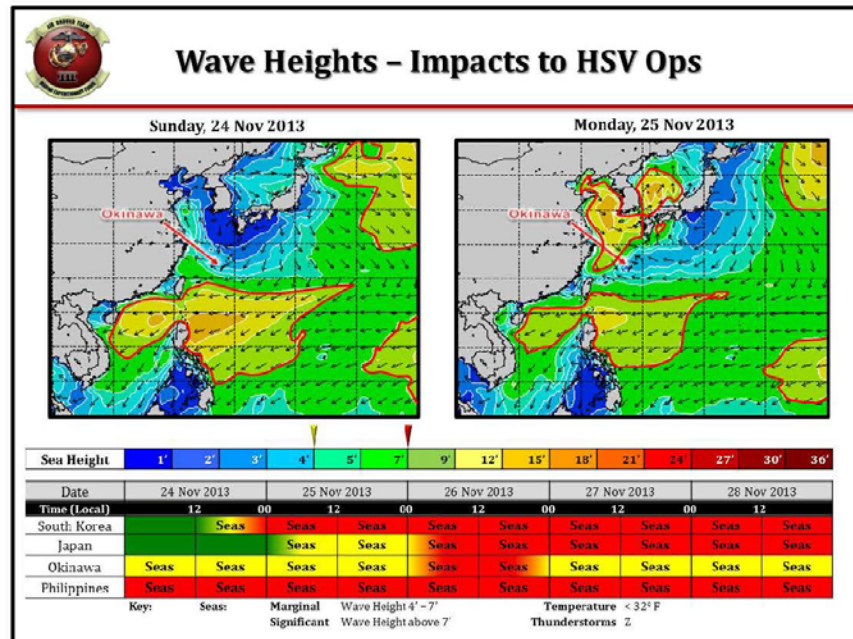 Wave Heights – Impacts to HSV Ops
Sunday, 24 Nov 2013
Monday, 25 Nov 2013
Okinawa
Okinawa
Sea Height 1' 2' 3' 4' 5' 7' 9' 12' 15' 18' 21' 24' 27' 30' 36'
Date 24 Nov 2013 25 Nov 2013 26 Nov 2013 27 Nov 2013 28 Nov 2013
Time (Local) 12 00 12 00 12 00 12 00 12
South Korea Seas Seas Seas Seas Seas Seas Seas Seas Seas
Japan Seas Seas Seas Seas Seas Seas Seas Seas
Okinawa Seas Seas Seas Seas Seas Seas Seas Seas Seas Seas
Philippines Seas Seas Seas Seas Seas Seas Seas Seas Seas Seas
Key: Seas: Marginal Wave Height 4' – 7' Temperature < 32° F
Significant Wave Height above 7' Thunderstorms Z